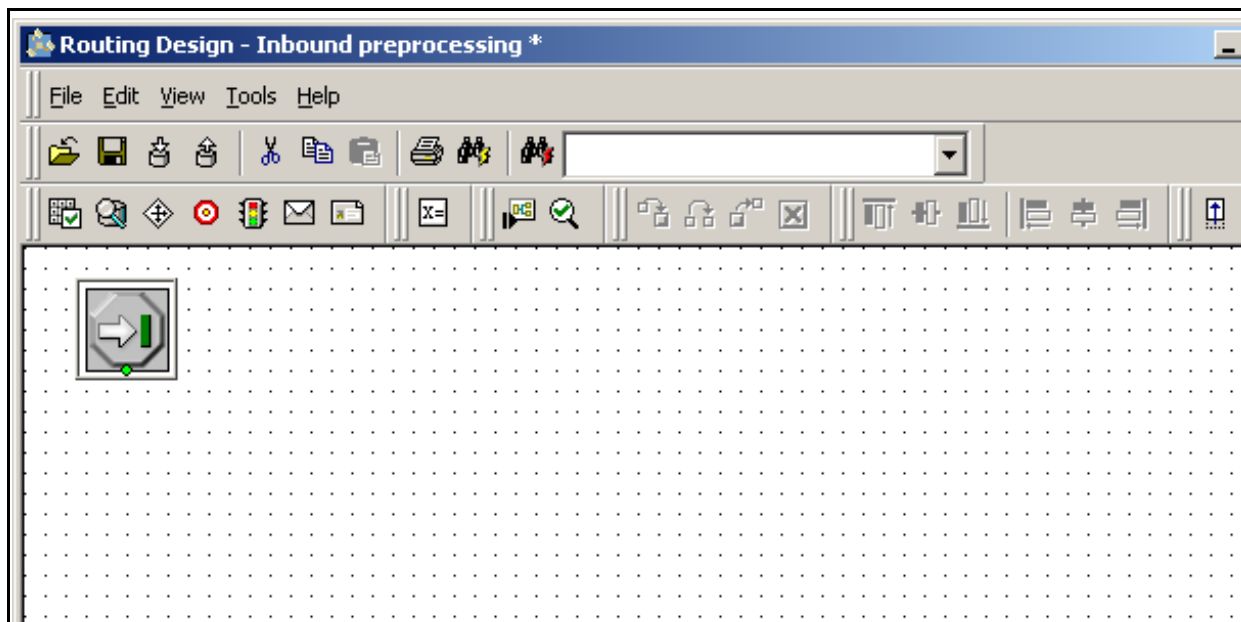 Routing Design - Inbound preprocessing *
File Edit View Tools Help
X=